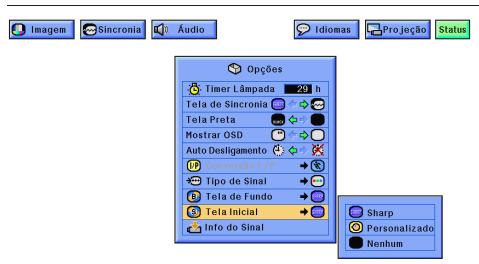 Imagem Sincronia Áudio Idiomas Projeção Status
Opções
Timer Lâmpada 29 h
Tela de Sincronia
Tela Preta
Mostrar OSD
Auto Desligamento
I/P
Tipo de Sinal
B Tela de Fundo
S Tela Inicial
Info do Sinal
Sharp
Personalizado
Nenhum